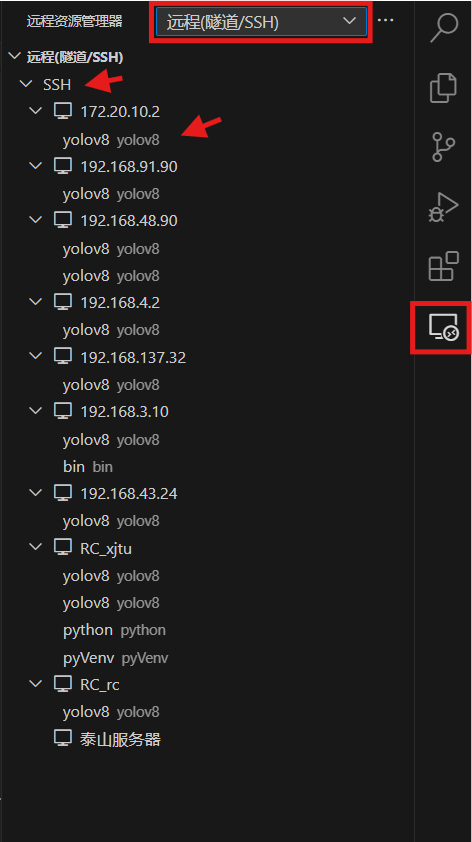 远程资源管理器 远程(隧道/SSH) ···
远程(隧道/SSH)
SSH
172.20.10.2
yolov8 yolov8
192.168.91.90
yolov8 yolov8
192.168.48.90
yolov8 yolov8
yolov8 yolov8
192.168.4.2
yolov8 yolov8
192.168.137.32
yolov8 yolov8
192.168.3.10
yolov8 yolov8
bin bin
192.168.43.24
yolov8 yolov8
RC_xjtu
yolov8 yolov8
yolov8 yolov8
python python
pyVenv pyVenv
RC_rc
yolov8 yolov8
泰山服务器